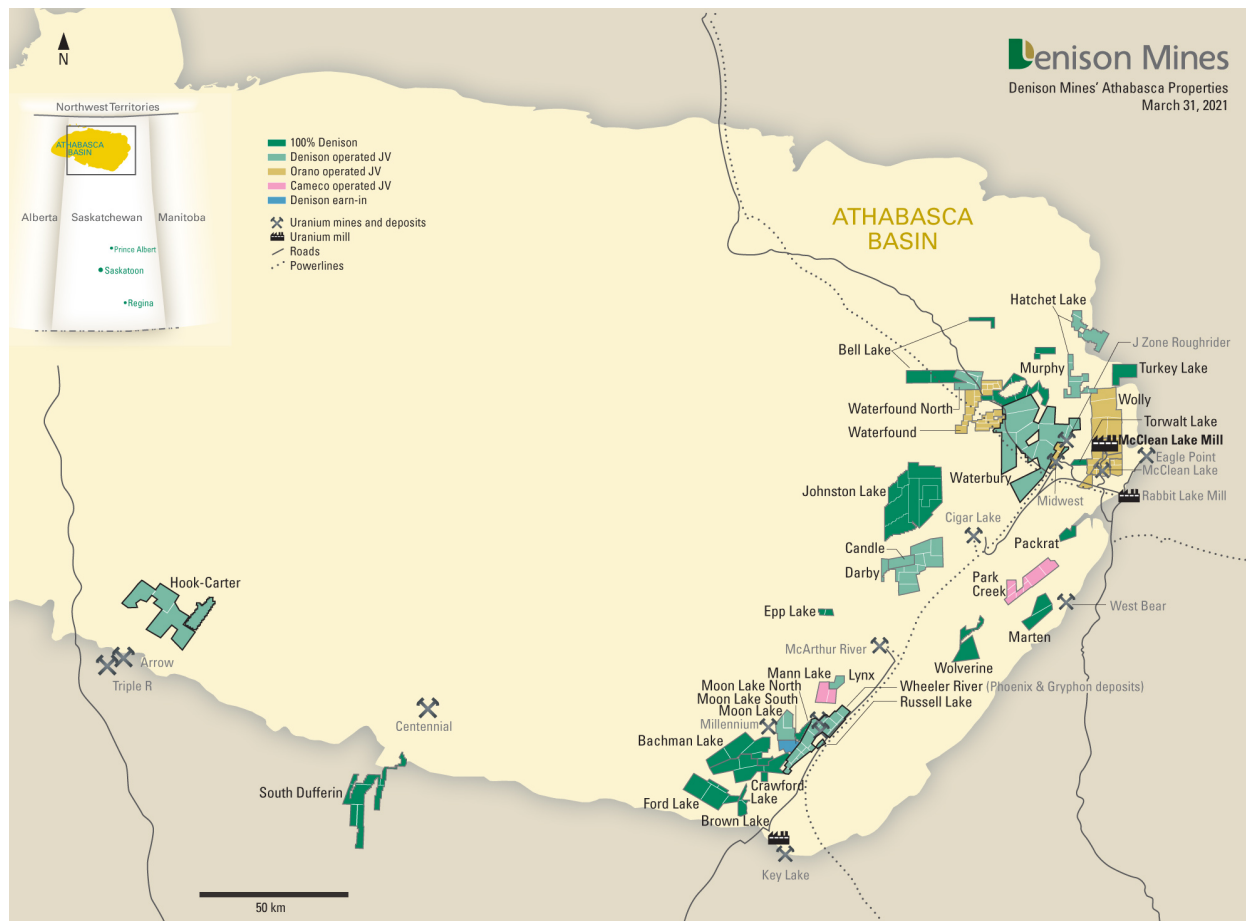 N
Denison Mines
Denison Mines' Athabasca Properties
March 31, 2021
Northwest Territories
ATHABASCA
BASIN
Alberta
Saskatchewan
Manitoba
Prince Albert
Saskatoon
Regina
100% Denison
Denison operated JV
Orano operated JV
Cameco operated JV
Denison earn-in
Uranium mines and deposits
Uranium mill
Roads
Powerlines
ATHABASCA
BASIN
Hatchet Lake
J Zone Roughrider
Bell Lake
Murphy
Turkey Lake
Wolly
Waterfound North
Torwalt Lake
Waterfound
McClean Lake Mill
Eagle Point
McClean Lake
Waterbury
Johnston Lake
Midwest
Rabbit Lake Mill
Cigar Lake
Packrat
Candle
Darby
Park
Creek
Hook-Carter
Epp Lake
West Bear
Marten
McArthur River
Wolverine
Arrow
Triple R
Mann Lake
Lynx
Moon Lake North
Wheeler River (Phoenix & Gryphon deposits)
Moon Lake South
Russell Lake
Moon Lake
Millennium
Centennial
Bachman Lake
South Dufferin
Crawford
Lake
Ford Lake
Brown Lake
Key Lake
50 km